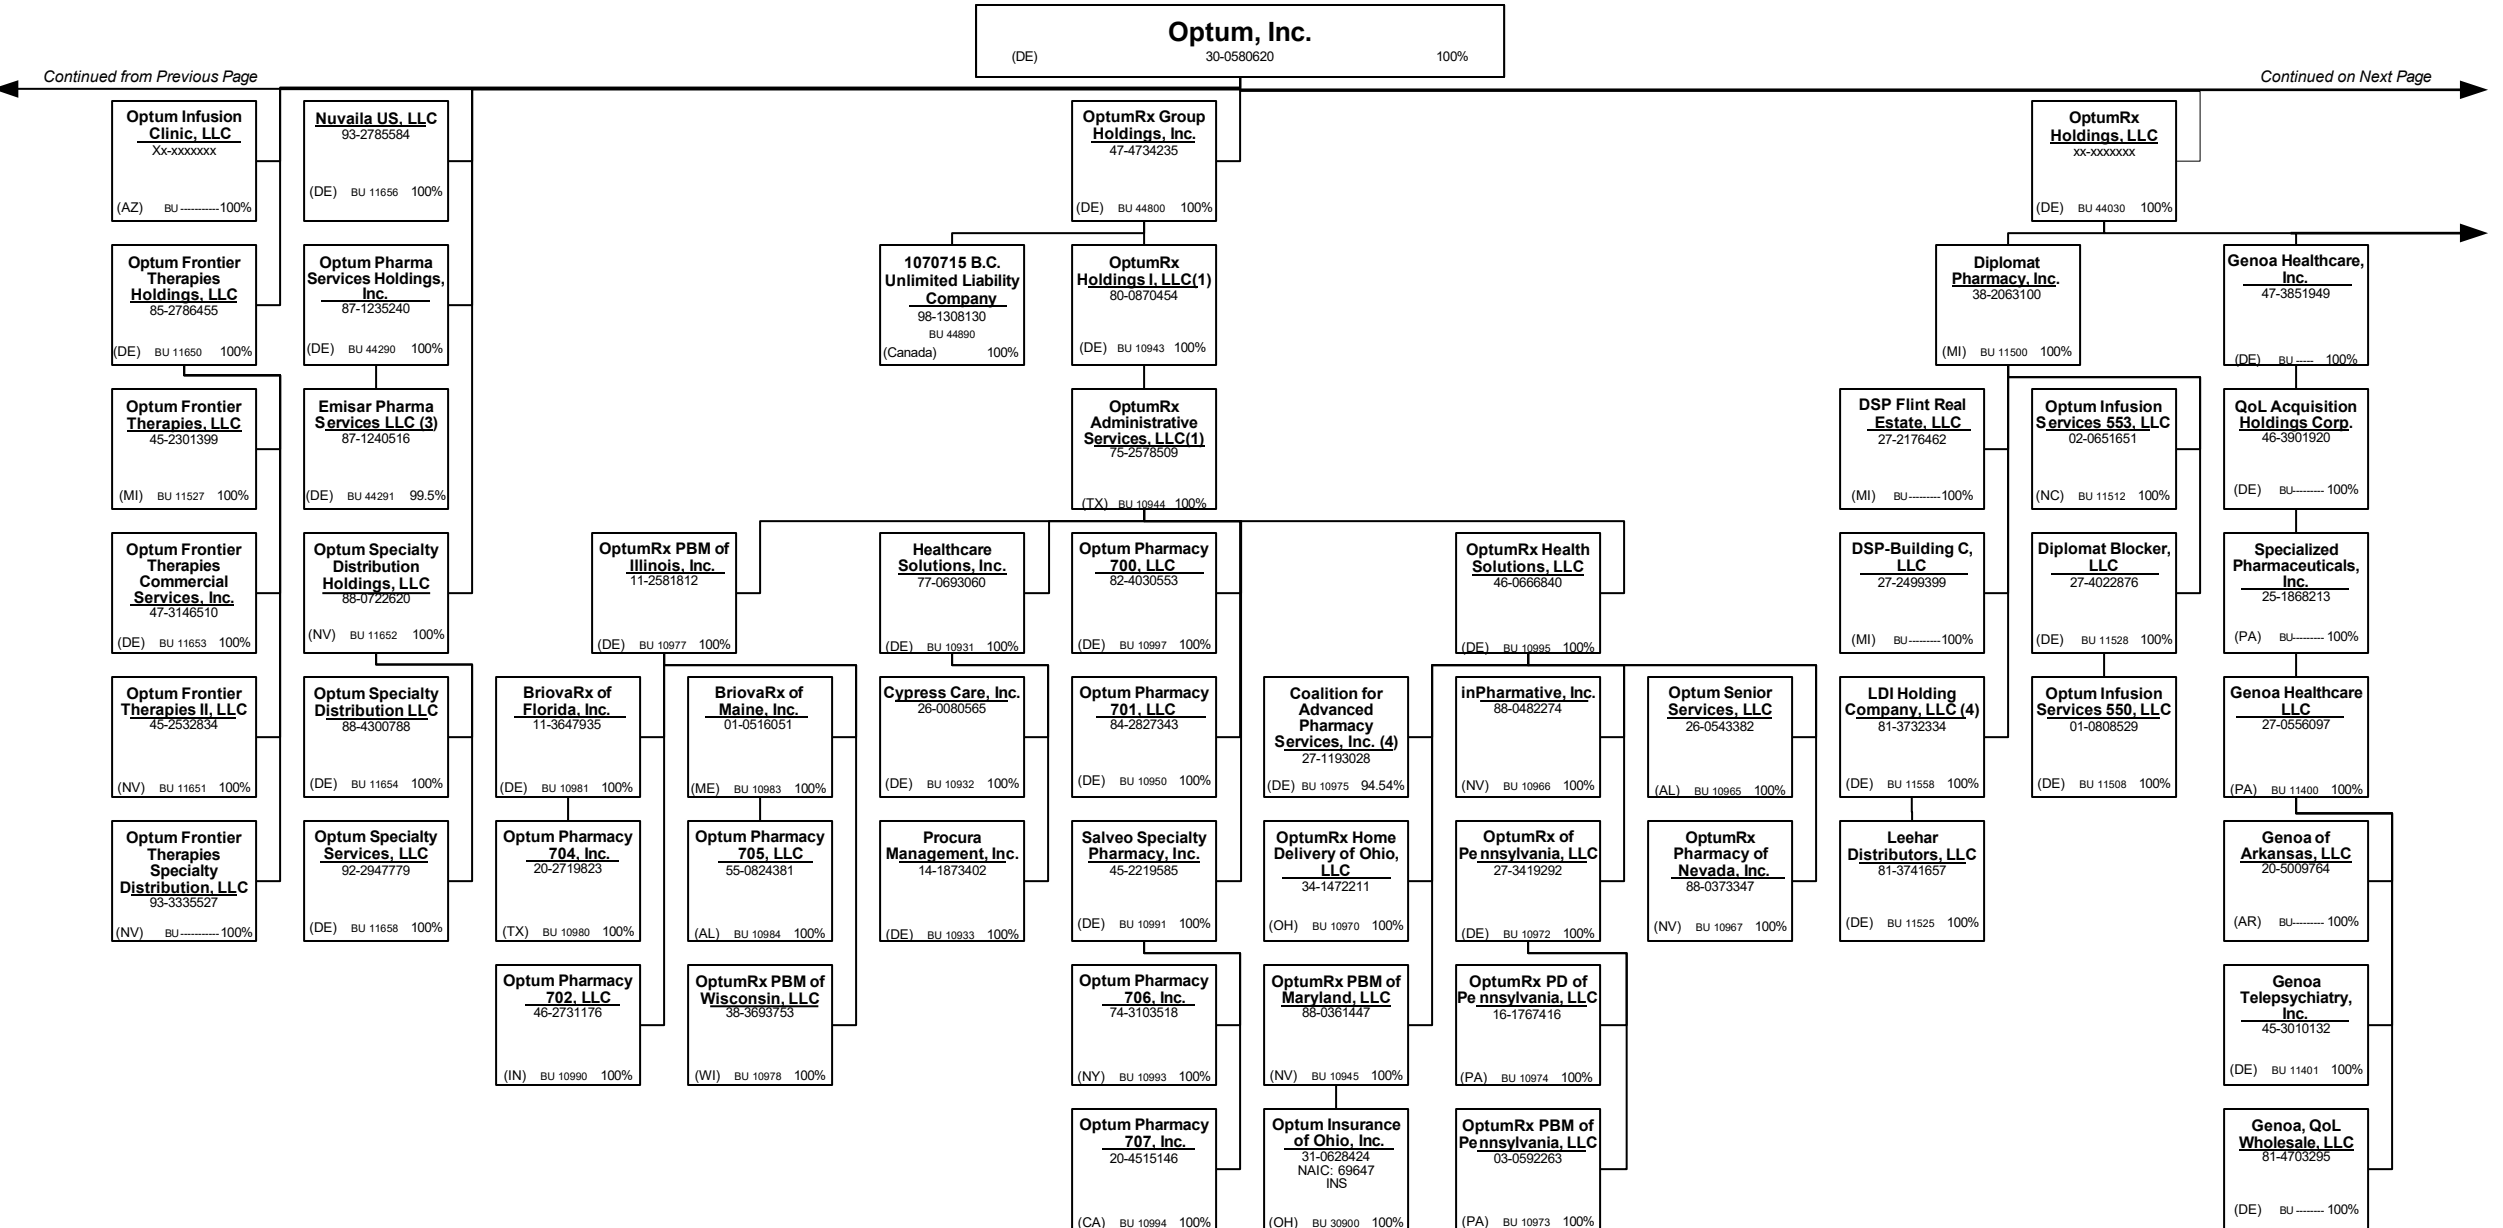 Optum, Inc.
(DE) 30-0580620 100%
Continued from Previous Page
Continued on Next Page
Optum Infusion
Clinic, LLC
Xx-xxxxxxx
(AZ) BU -----------100%
Nuvaila US, LLC
93-2785584
(DE) BU 11656 100%
OptumRx Group
Holdings, Inc.
47-4734235
(DE) BU 44800 100%
OptumRx
Holdings, LLC
xx-xxxxxxx
(DE) BU 44030 100%
Optum Frontier
Therapies
Holdings, LLC
85-2786455
(DE) BU 11650 100%
Optum Pharma
Services Holdings,
Inc.
87-1235240
(DE) BU 44290 100%
1070715 B.C.
Unlimited Liability
Company
98-1308130
BU 44890
(Canada) 100%
OptumRx
Holdings I, LLC(1)
80-0870454
(DE) BU 10943 100%
Diplomat
Pharmacy, Inc.
38-2063100
(MI) BU 11500 100%
Genoa Healthcare,
Inc.
47-3851949
(DE) BU ----- 100%
Optum Frontier
Therapies, LLC
45-2301399
(MI) BU 11527 100%
Emisar Pharma
Services LLC (3)
87-1240516
(DE) BU 44291 99.5%
OptumRx
Administrative
Services, LLC(1)
75-2578509
(TX) BU 10944 100%
DSP Flint Real
Estate, LLC
27-2176462
(MI) BU---------100%
Optum Infusion
Services 553, LLC
02-0651651
(NC) BU 11512 100%
QoL Acquisition
Holdings Corp.
46-3901920
(DE) BU--------- 100%
Optum Frontier
Therapies
Commercial
Services, Inc.
47-3146510
(DE) BU 11653 100%
Optum Specialty
Distribution
Holdings, LLC
88-0722620
(NV) BU 11652 100%
OptumRx PBM of
Illinois, Inc.
11-2581812
(DE) BU 10977 100%
Healthcare
Solutions, Inc.
77-0693060
(DE) BU 10931 100%
Optum Pharmacy
700, LLC
82-4030553
(DE) BU 10997 100%
OptumRx Health
Solutions, LLC
46-0666840
(DE) BU 10995 100%
DSP-Building C,
LLC
27-2499399
(MI) BU---------100%
Diplomat Blocker,
LLC
27-4022876
(DE) BU 11528 100%
Specialized
Pharmaceuticals,
Inc.
25-1868213
(PA) BU--------- 100%
Optum Frontier
Therapies II, LLC
45-2532834
(NV) BU 11651 100%
Optum Specialty
Distribution LLC
88-4300788
(DE) BU 11654 100%
BriovaRx of
Florida, Inc.
11-3647935
(DE) BU 10981 100%
BriovaRx of
Maine, Inc.
01-0516051
(ME) BU 10983 100%
Cypress Care, Inc.
26-0080565
(DE) BU 10932 100%
Optum Pharmacy
701, LLC
84-2827343
(DE) BU 10950 100%
Coalition for
Advanced
Pharmacy
Services, Inc. (4)
27-1193028
(DE) BU 10975 94.54%
inPharmative, Inc.
88-0482274
(NV) BU 10966 100%
Optum Senior
Services, LLC
26-0543382
(AL) BU 10965 100%
LDI Holding
Company, LLC (4)
81-3732334
(DE) BU 11558 100%
Optum Infusion
Services 550, LLC
01-0808529
(DE) BU 11508 100%
Genoa Healthcare
LLC
27-0556097
(PA) BU 11400 100%
Optum Frontier
Therapies
Specialty
Distribution, LLC
93-3335527
(NV) BU-----------100%
Optum Specialty
Services, LLC
92-2947779
(DE) BU 11658 100%
Optum Pharmacy
704, Inc.
20-2719823
(TX) BU 10980 100%
Optum Pharmacy
705, LLC
55-0824381
(AL) BU 10984 100%
Procura
Management, Inc.
14-1873402
(DE) BU 10933 100%
Salveo Specialty
Pharmacy, Inc.
45-2219585
(DE) BU 10991 100%
OptumRx Home
Delivery of Ohio,
LLC
34-1472211
(OH) BU 10970 100%
OptumRx of
Pennsylvania, LLC
27-3419292
(DE) BU 10972 100%
OptumRx
Pharmacy of
Nevada, Inc.
88-0373347
(NV) BU 10967 100%
Leehar
Distributors, LLC
81-3741657
(DE) BU 11525 100%
Genoa of
Arkansas, LLC
20-5009764
(AR) BU--------- 100%
Optum Pharmacy
702, LLC
46-2731176
(IN) BU 10990 100%
OptumRx PBM of
Wisconsin, LLC
38-3693753
(WI) BU 10978 100%
Optum Pharmacy
706, Inc.
74-3103518
(NY) BU 10993 100%
OptumRx PBM of
Maryland, LLC
88-0361447
(NV) BU 10945 100%
OptumRx PD of
Pennsylvania, LLC
16-1767416
(PA) BU 10974 100%
Genoa
Telepsychiatry,
Inc.
45-3010132
(DE) BU 11401 100%
Optum Pharmacy
707, Inc.
20-4515146
(CA) BU 10994 100%
Optum Insurance
of Ohio, Inc.
31-0628424
NAIC: 69647
INS
(OH) BU 30900 100%
OptumRx PBM of
Pennsylvania, LLC
03-0592263
(PA) BU 10973 100%
Genoa, QoL
Wholesale, LLC
81-4703295
(DE) BU -------- 100%